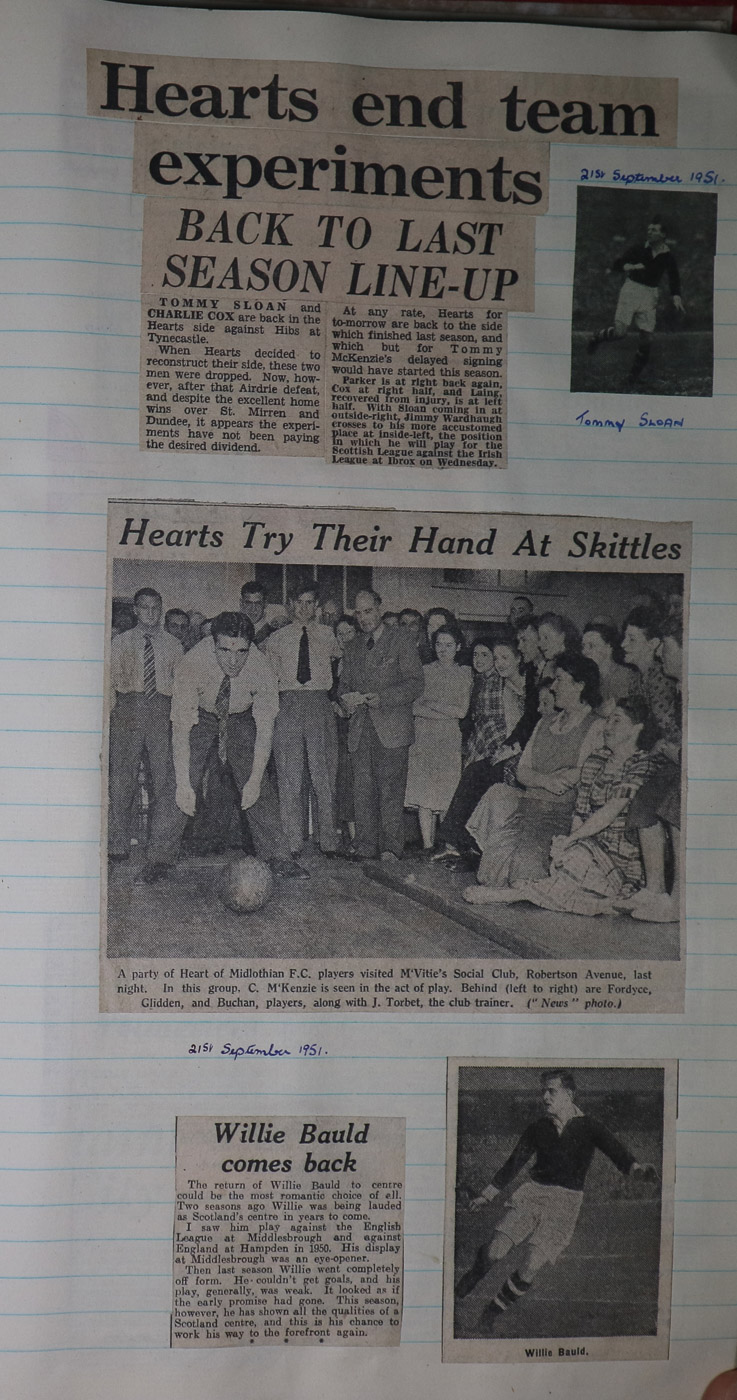 Hearts end team
experiments
BACK TO LAST
SEASON LINE-UP
TOMMY SLOAN and
CHARLIE COX are back in the
Hearts side against Hibs at
Tynecastle.
When Hearts decided to
reconstruct their side, these two
men were dropped. Now, how-
ever, after that Airdrie defeat,
and despite the excellent home
wins over St. Mirren and
Dundee, it appears the experi-
ments have not been paying
the desired dividend.
At any rate, Hearts for
to-morrow are back to the side
which finished last season, and
which but for Tommy
McKenzie's delayed signing
would have started this season.
Parker is at right back again,
Cox at right half, and Laing,
recovered from injury, is at left
half. With Sloan coming in at
outside-right, Jimmy Wardhaugh
crosses to his more accustomed
place at inside-left, the position
in which he will play for the
Scottish League against the Irish
League at Ibrox on Wednesday.
21st September 1951.
Tommy SLOAN
Hearts Try Their Hand At Skittles
A party of Heart of Midlothian F.C. players visited M'Vitie's Social Club, Robertson Avenue, last
night. In this group, C. M'Kenzie is seen in the act of play. Behind (left to right) are Fordyce,
Glidden, and Buchan, players, along with J. Torbet, the club trainer. ("News" photo.)
21st September 1951.
Willie Bauld
comes back
The return of Willie Bauld to centre
could be the most romantic choice of all.
Two seasons ago Willie was being lauded
as Scotland's centre in years to come.
I saw him play against the English
League at Middlesbrough and against
England at Hampden in 1950. His display
at Middlesbrough was an eye-opener.
Then last season Willie went completely
off form. He couldn't get goals, and his
play, generally, was weak. It looked as if
the early promise had gone. This season,
however, he has shown all the qualities of a
Scotland centre, and this is his chance to
work his way to the forefront again.
Willie Bauld.